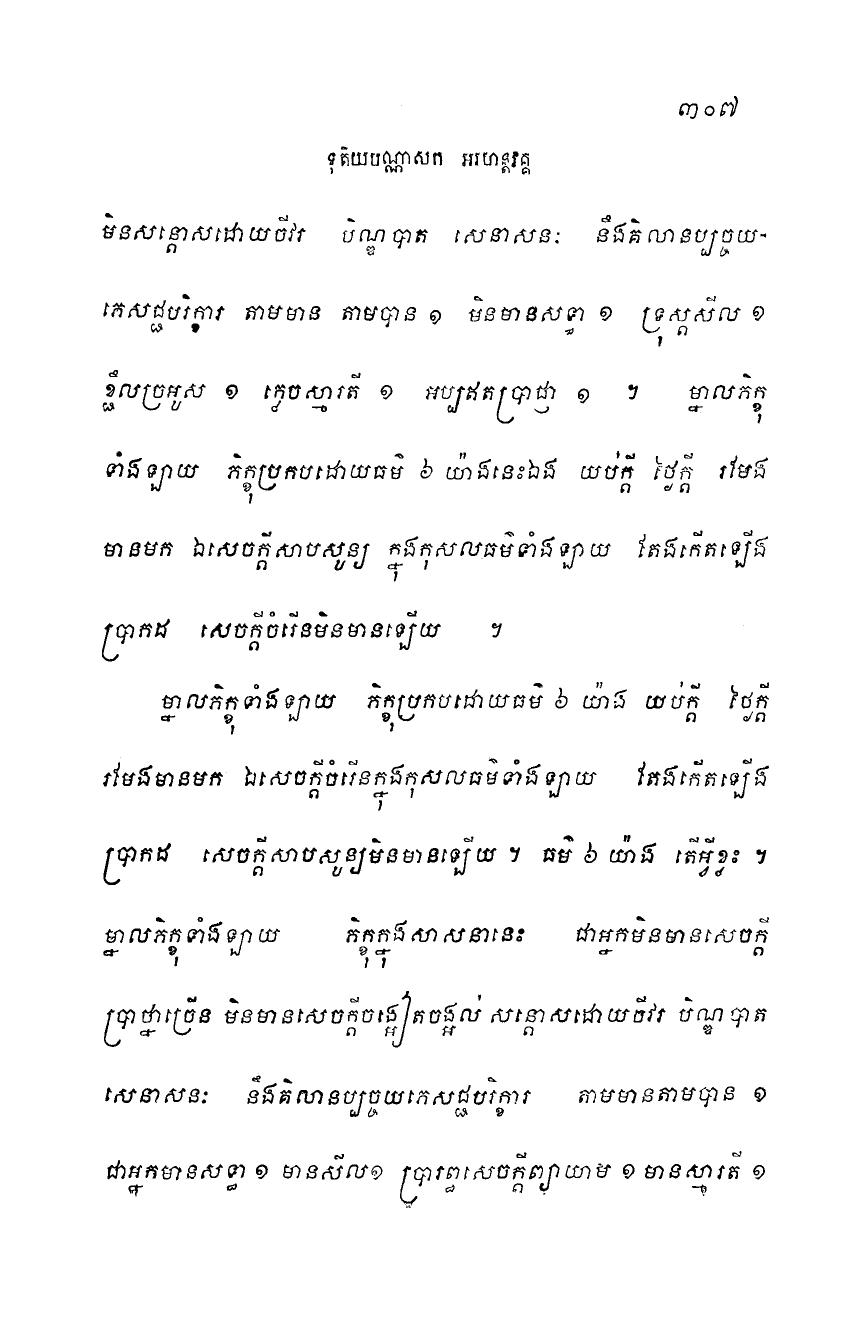 ៣០៧
ទុតិយបណ្ណាសក អរហន្តវគ្គ
មិនសន្តោសដោយចីវរ បិណ្ឌបាត សេនាសនៈ នឹងគិលានប្បច្ចយ-
ភេសជ្ជបរិក្ខារ តាមមាន តាមបាន ១ មិនមានសទ្ធា ១ ទ្រុស្តសីល ១
ខ្ជឹលច្រអូស ១ ភ្លេចស្មារតី ១ អប្បឥតប្រាជ្ញា ១ ។ ម្នាលភិក្ខុ
ទាំងឡាយ ភិក្ខុប្រកបដោយធម៌ ៦ យ៉ាងនេះឯង យប់ក្តី ថ្ងៃក្តី រមែង
មានមក ឯសេចក្តីសាបសូន្យ ក្នុងកុសលធម៌ទាំងឡាយ តែងកើតឡើង
ប្រាកដ សេចក្តីចំរើនមិនមានឡើយ ។
ម្នាលភិក្ខុទាំងឡាយ ភិក្ខុប្រកបដោយធម៌ ៦ យ៉ាង យប់ក្តី ថ្ងៃក្តី
រមែងមានមក ឯសេចក្តីចំរើនក្នុងកុសលធម៌ទាំងឡាយ តែងកើតឡើង
ប្រាកដ សេចក្តីសាបសូន្យមិនមានឡើយ ។ ធម៌ ៦ យ៉ាង តើអ្វីខ្លះ ។
ម្នាលភិក្ខុទាំងឡាយ ភិក្ខុក្នុងសាសនានេះ ជាអ្នកមិនមានសេចក្តី
ប្រាថ្នាច្រើន មិនមានសេចក្តីចង្អៀតចង្អល់ សន្តោសដោយចីវរ បិណ្ឌបាត
សេនាសនៈ នឹងគិលានប្បច្ចយភេសជ្ជបរិក្ខារ តាមមានតាមបាន ១
ជាអ្នកមានសទ្ធា ១ មានសីល១ ប្រារព្ធសេចក្តីព្យាយាម ១ មានស្មារតី ១